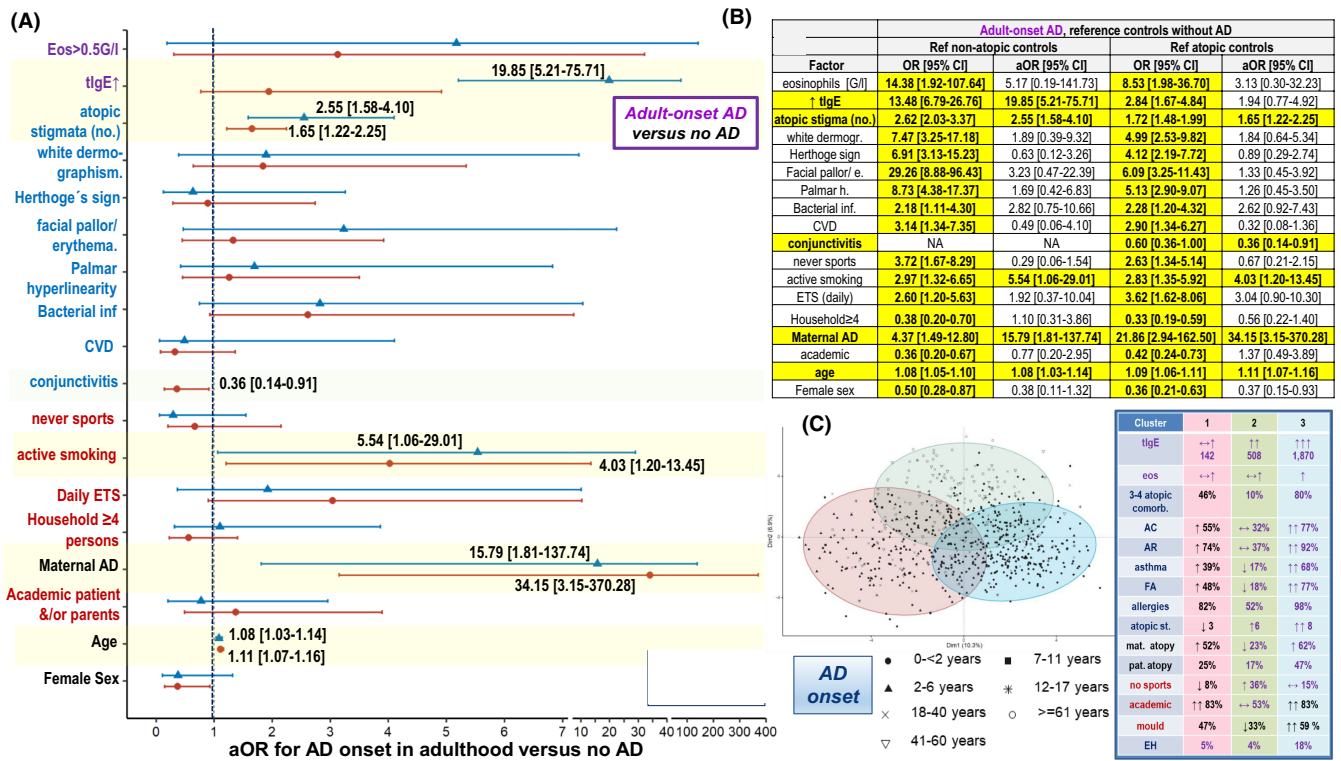 (A)
Eos>0.5G/l
tIgE↑
19.85 [5.21-75.71]
atopic
stigmata (no.)
2.55 [1.58-4.10]
1.65 [1.22-2.25]
Adult-onset AD
versus no AD
white dermo-
graphism.
Herthoge´s sign
facial pallor/
erythema.
Palmar
hyperlinearity
Bacterial inf
CVD
conjunctivitis
0.36 [0.14-0.91]
never sports
active smoking
5.54 [1.06-29.01]
4.03 [1.20-13.45]
Daily ETS
Household ≥4
persons
Maternal AD
15.79 [1.81-137.74]
34.15 [3.15-370.28]
Academic patient
&/or parents
Age
1.08 [1.03-1.14]
1.11 [1.07-1.16]
Female Sex
0 1 2 3 4 5 6 7 10 20 30 40 100 200 300 400
aOR for AD onset in adulthood versus no AD
(B)
Adult-onset AD, reference controls without AD
Ref non-atopic controls Ref atopic controls
Factor OR [95% CI] aOR [95% CI] OR [95% CI] aOR [95% CI]
eosinophils [G/l] 14.38 [1.92-107.64] 5.17 [0.19-141.73] 8.53 [1.98-36.70] 3.13 [0.30-32.23]
↑ tIgE 13.48 [6.79-26.76] 19.85 [5.21-75.71] 2.84 [1.67-4.84] 1.94 [0.77-4.92]
atopic stigma (no.) 2.62 [2.03-3.37] 2.55 [1.58-4.10] 1.72 [1.48-1.99] 1.65 [1.22-2.25]
white dermogr. 7.47 [3.25-17.18] 1.89 [0.39-9.32] 4.99 [2.53-9.82] 1.84 [0.64-5.34]
Herthoge sign 6.91 [3.13-15.23] 0.63 [0.12-3.26] 4.12 [2.19-7.72] 0.89 [0.29-2.74]
Facial pallor/ e. 29.26 [8.88-96.43] 3.23 [0.47-22.39] 6.09 [3.25-11.43] 1.33 [0.45-3.92]
Palmar h. 8.73 [4.38-17.37] 1.69 [0.42-6.83] 5.13 [2.90-9.07] 1.26 [0.45-3.50]
Bacterial inf. 2.18 [1.11-4.30] 2.82 [0.75-10.66] 2.28 [1.20-4.32] 2.62 [0.92-7.43]
CVD 3.14 [1.34-7.35] 0.49 [0.06-4.10] 2.90 [1.34-6.27] 0.32 [0.08-1.36]
conjunctivitis NA NA 0.60 [0.36-1.00] 0.36 [0.14-0.91]
never sports 3.72 [1.67-8.29] 0.29 [0.06-1.54] 2.63 [1.34-5.14] 0.67 [0.21-2.15]
active smoking 2.97 [1.32-6.65] 5.54 [1.06-29.01] 2.83 [1.35-5.92] 4.03 [1.20-13.45]
ETS (daily) 2.60 [1.20-5.63] 1.92 [0.37-10.04] 3.62 [1.62-8.06] 3.04 [0.90-10.30]
Household≥4 0.38 [0.20-0.70] 1.10 [0.31-3.86] 0.33 [0.19-0.59] 0.56 [0.22-1.40]
Maternal AD 4.37 [1.49-12.80] 15.79 [1.81-137.74] 21.86 [2.94-162.50] 34.15 [3.15-370.28]
academic 0.36 [0.20-0.67] 0.77 [0.20-2.95] 0.42 [0.24-0.73] 1.37 [0.49-3.89]
age 1.08 [1.05-1.10] 1.08 [1.03-1.14] 1.09 [1.06-1.11] 1.11 [1.07-1.16]
Female sex 0.50 [0.28-0.87] 0.38 [0.11-1.32] 0.36 [0.21-0.63] 0.37 [0.15-0.93]
(C)
Dim2 (6.9%)
4
0
-4
-4 0
Dim1 (10.3%)
AD
onset
0-<2 years
7-11 years
2-6 years
12-17 years
18-40 years
>=61 years
41-60 years
Cluster 1 2 3
tIgE ↔↑ ↑↑ ↑↑↑
142 508 1,870
eos ↔↑ ↔↑ ↑
3-4 atopic
comorb. 46% 10% 80%
AC ↑ 55% ↔ 32% ↑↑ 77%
AR ↑ 74% ↔ 37% ↑↑ 92%
asthma ↑ 39% ↓ 17% ↑↑ 68%
FA ↑ 48% ↓ 18% ↑↑ 77%
allergies 82% 52% 98%
atopic st. ↓ 3 ↑6 ↑↑ 8
mat. atopy ↑ 52% ↓ 23% ↑ 62%
pat. atopy 25% 17% 47%
no sports ↓ 8% ↑ 36% ↔ 15%
academic ↑↑ 83% ↔ 53% ↑↑ 83%
mould 47% ↓33% ↑↑ 59 %
EH 5% 4% 18%